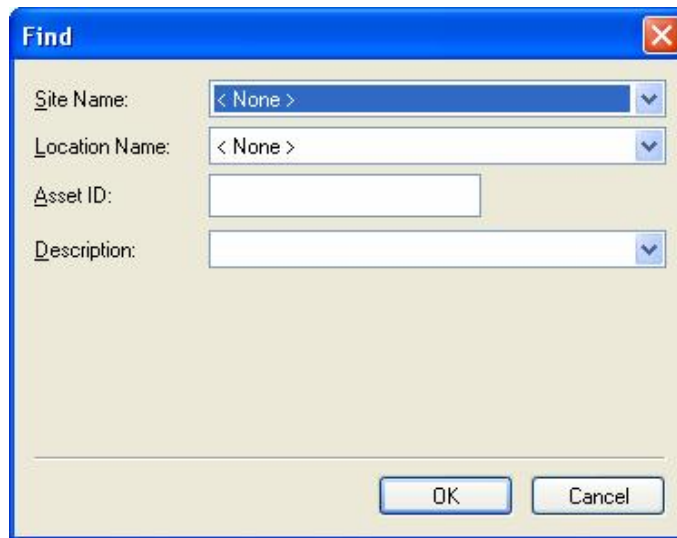 Find
Site Name: < None >
Location Name: < None >
Asset ID:
Description:
OK Cancel